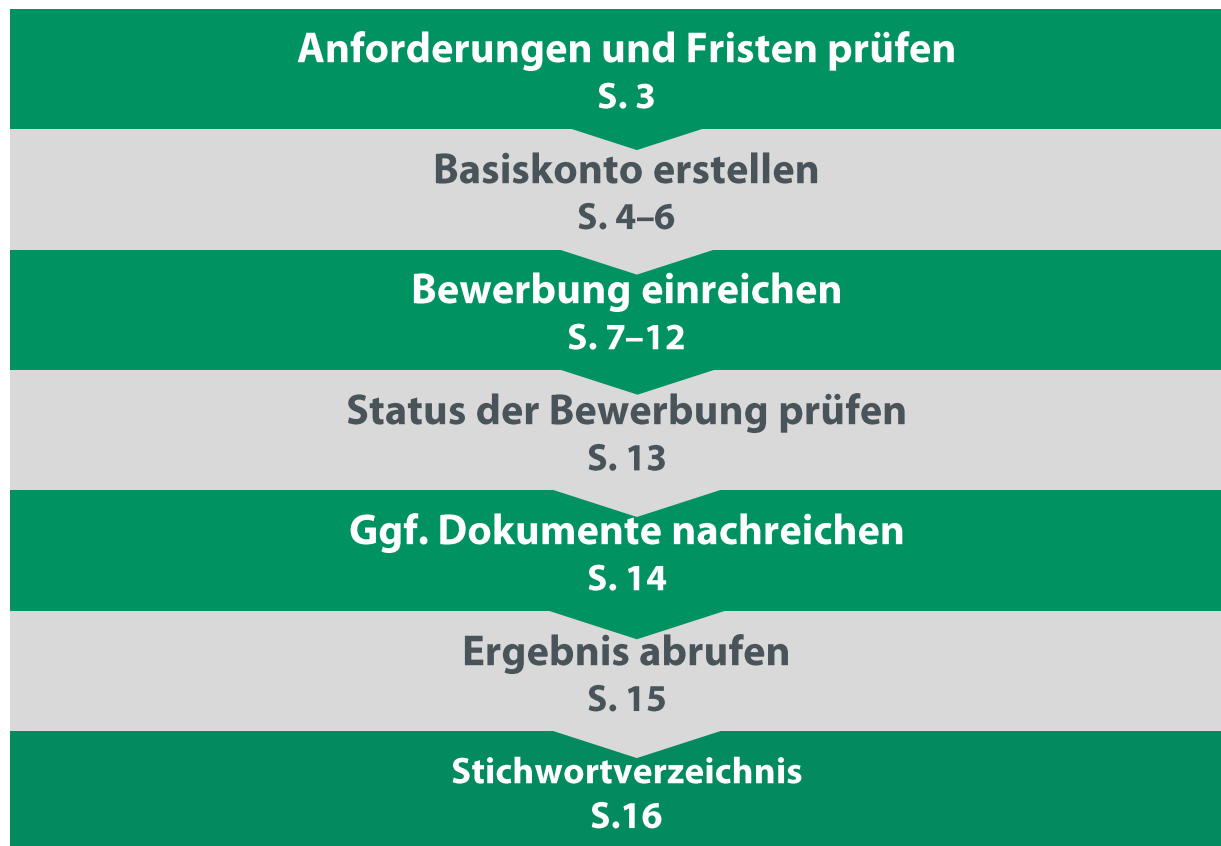 Anforderungen und Fristen prüfen
S. 3
Basiskonto erstellen
S. 4–6
Bewerbung einreichen
S. 7–12
Status der Bewerbung prüfen
S. 13
Ggf. Dokumente nachreichen
S. 14
Ergebnis abrufen
S. 15
Stichwortverzeichnis
S.16